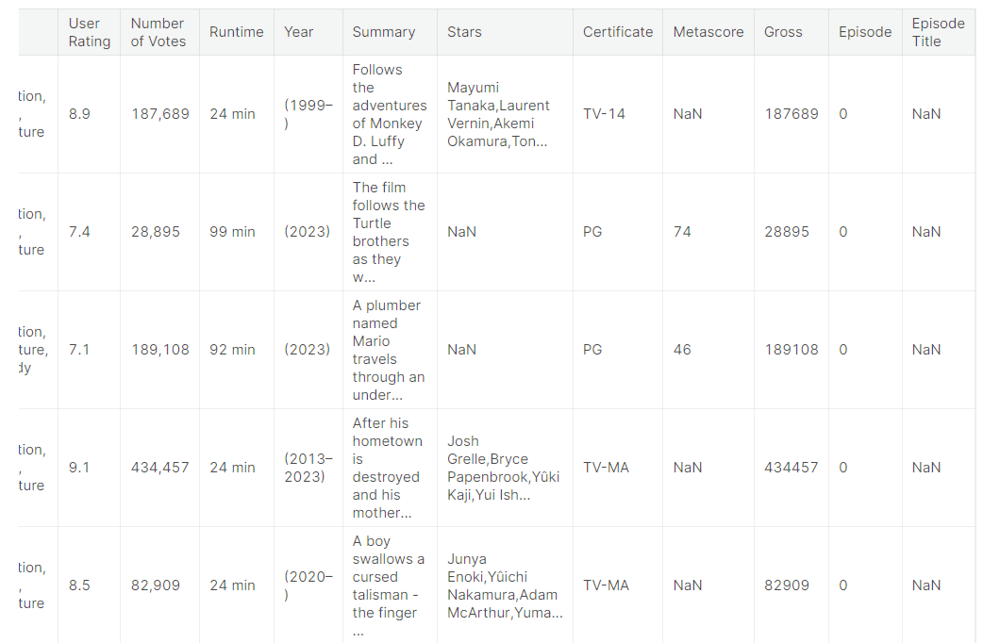 User Rating
Number of Votes
Runtime
Year
Summary
Stars
Certificate
Metascore
Gross
Episode
Episode Title
tion,
,
ture
8.9
187,689
24 min
(1999–
)
Follows
the
adventures
of Monkey
D. Luffy
and ...
Mayumi
Tanaka,Laurent
Vernin,Akemi
Okamura,Ton...
TV-14
NaN
187689
0
NaN
tion,
,
ture
7.4
28,895
99 min
(2023)
The film
follows the
Turtle
brothers
as they
w...
NaN
PG
74
28895
0
NaN
tion,
ture,
dy
7.1
189,108
92 min
(2023)
A plumber
named
Mario
travels
through an
under...
NaN
PG
46
189108
0
NaN
tion,
,
ture
9.1
434,457
24 min
(2013–
2023)
After his
hometown
is
destroyed
and his
mother...
Josh
Grelle,Bryce
Papenbrook,Yûki
Kaji,Yui Ish...
TV-MA
NaN
434457
0
NaN
tion,
,
ture
8.5
82,909
24 min
(2020–
)
A boy
swallows a
cursed
talisman -
the finger
...
Junya
Enoki,Yûichi
Nakamura,Adam
McArthur,Yuma...
TV-MA
NaN
82909
0
NaN